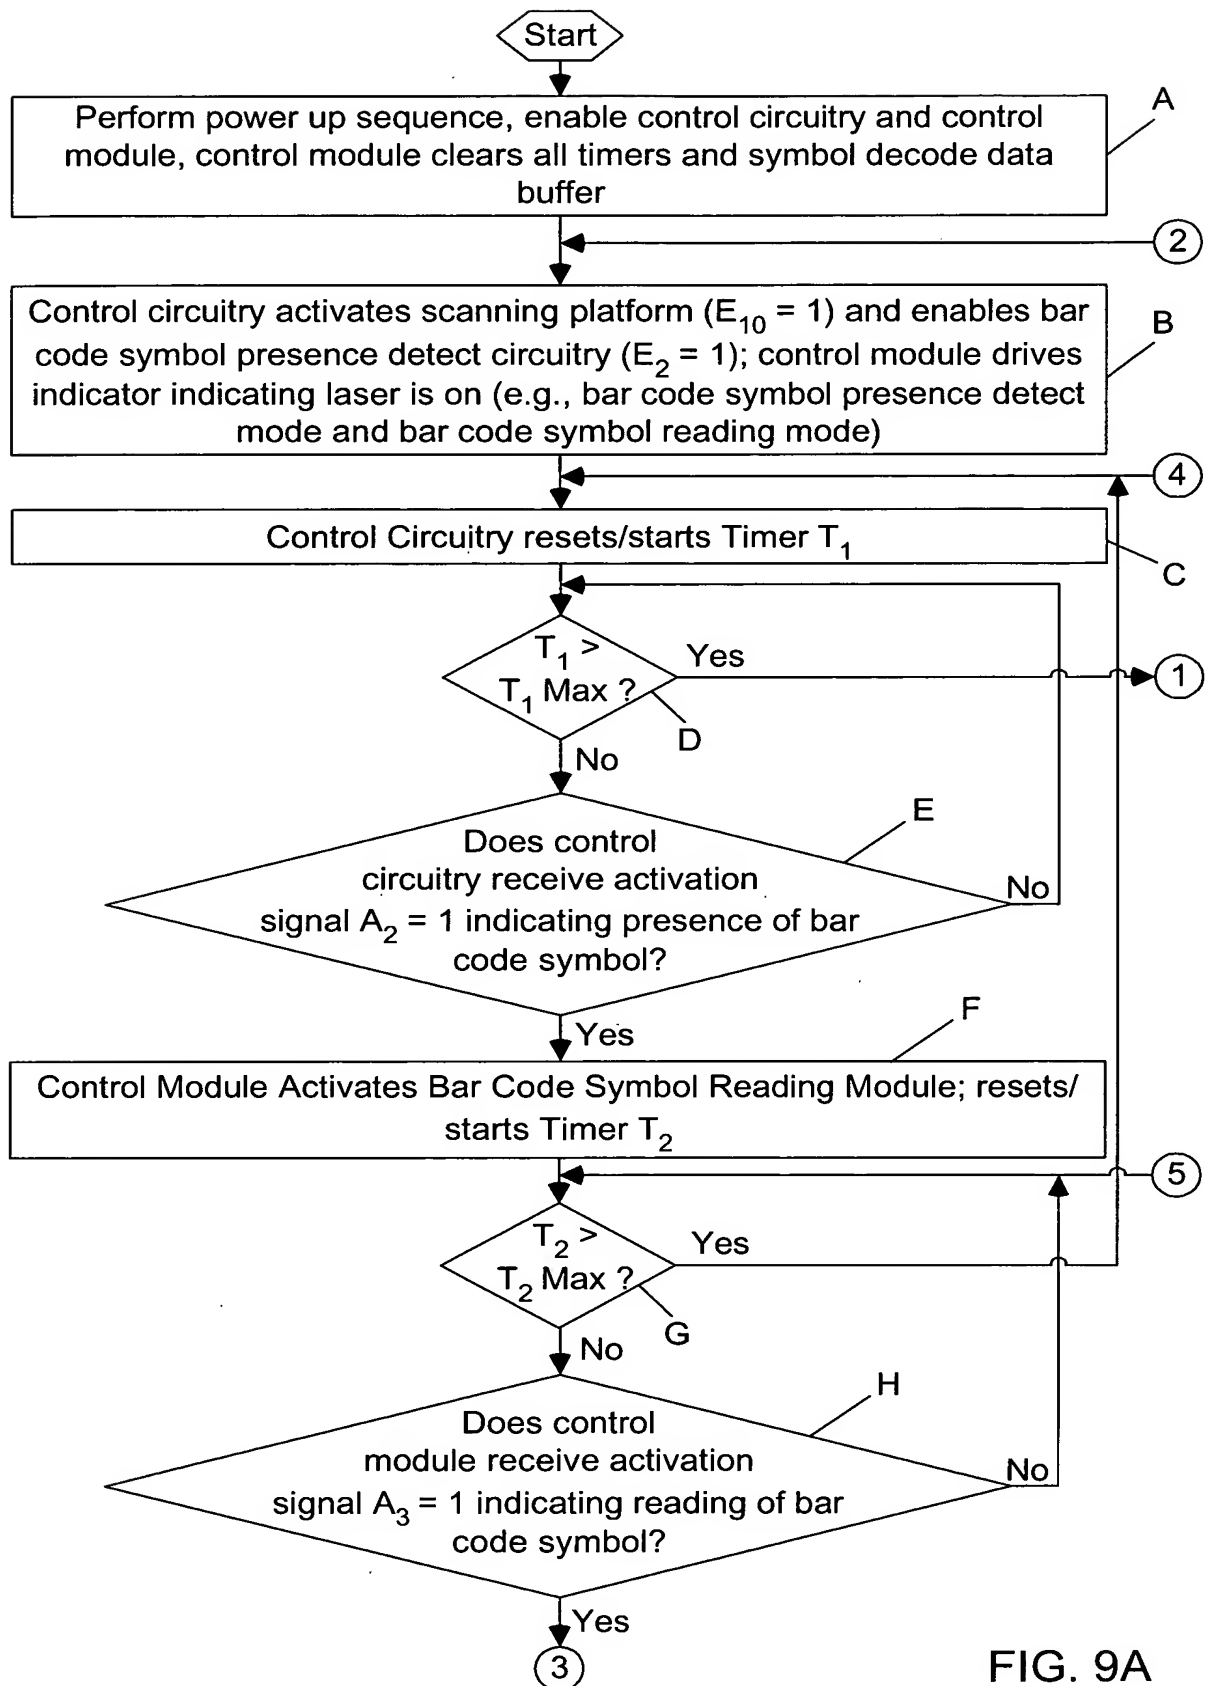 Start
Perform power up sequence, enable control circuitry and control
module, control module clears all timers and symbol decode data
buffer
A
2
Control circuitry activates scanning platform (E₁₀ = 1) and enables bar
code symbol presence detect circuitry (E₂ = 1); control module drives
indicator indicating laser is on (e.g., bar code symbol presence detect
mode and bar code symbol reading mode)
B
4
Control Circuitry resets/starts Timer T₁
C
T₁ >
T₁ Max ?
Yes
1
D
No
Does control
circuitry receive activation
signal A₂ = 1 indicating presence of bar
code symbol?
E
No
Yes
F
Control Module Activates Bar Code Symbol Reading Module; resets/
starts Timer T₂
5
T₂ >
T₂ Max ?
Yes
G
No
Does control
module receive activation
signal A₃ = 1 indicating reading of bar
code symbol?
H
No
Yes
3
FIG. 9A